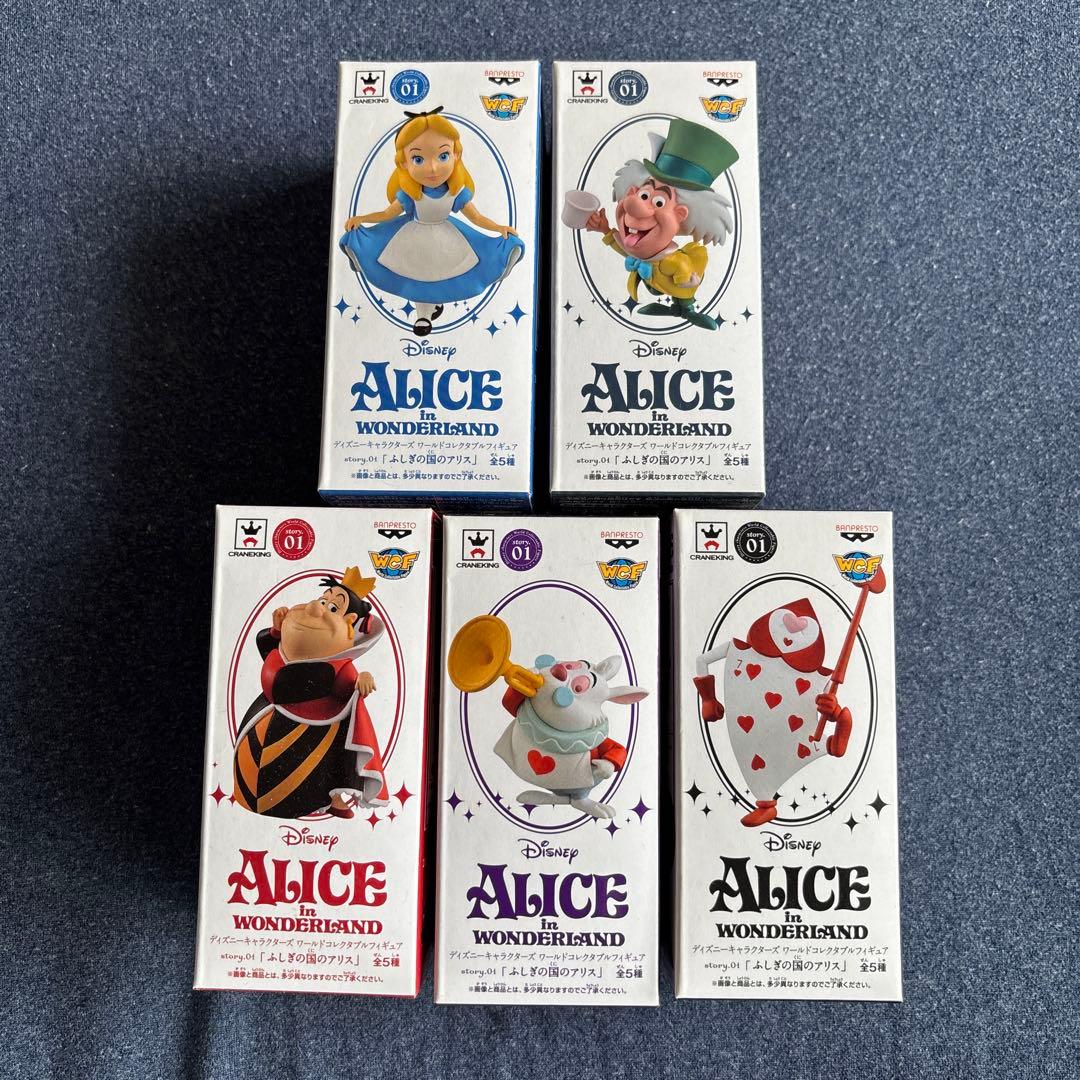 CRANEKING
story.
01
BANPRESTO
WCF
Disney
ALICE
in
WONDERLAND
ディズニーキャラクターズ ワールドコレクタブルフィギュア
story.01「ふしぎの国のアリス」全5種
※画像と商品とは、多少異なりますのでご了承ください。
CRANEKING
story.
01
BANPRESTO
WCF
Disney
ALICE
in
WONDERLAND
ディズニーキャラクターズ ワールドコレクタブルフィギュア
story.01「ふしぎの国のアリス」全5種
※画像と商品とは、多少異なりますのでご了承ください。
CRANEKING
story.
01
BANPRESTO
WCF
Disney
ALICE
in
WONDERLAND
ディズニーキャラクターズ ワールドコレクタブルフィギュア
story.01「ふしぎの国のアリス」全5種
※画像と商品とは、多少異なりますのでご了承ください。
CRANEKING
story.
01
BANPRESTO
WCF
Disney
ALICE
in
WONDERLAND
ディズニーキャラクターズ ワールドコレクタブルフィギュア
story.01「ふしぎの国のアリス」全5種
※画像と商品とは、多少異なりますのでご了承ください。
CRANEKING
story.
01
BANPRESTO
WCF
7
7
Disney
ALICE
in
WONDERLAND
ディズニーキャラクターズ ワールドコレクタブルフィギュア
story.01「ふしぎの国のアリス」全5種
※画像と商品とは、多少異なりますのでご了承ください。